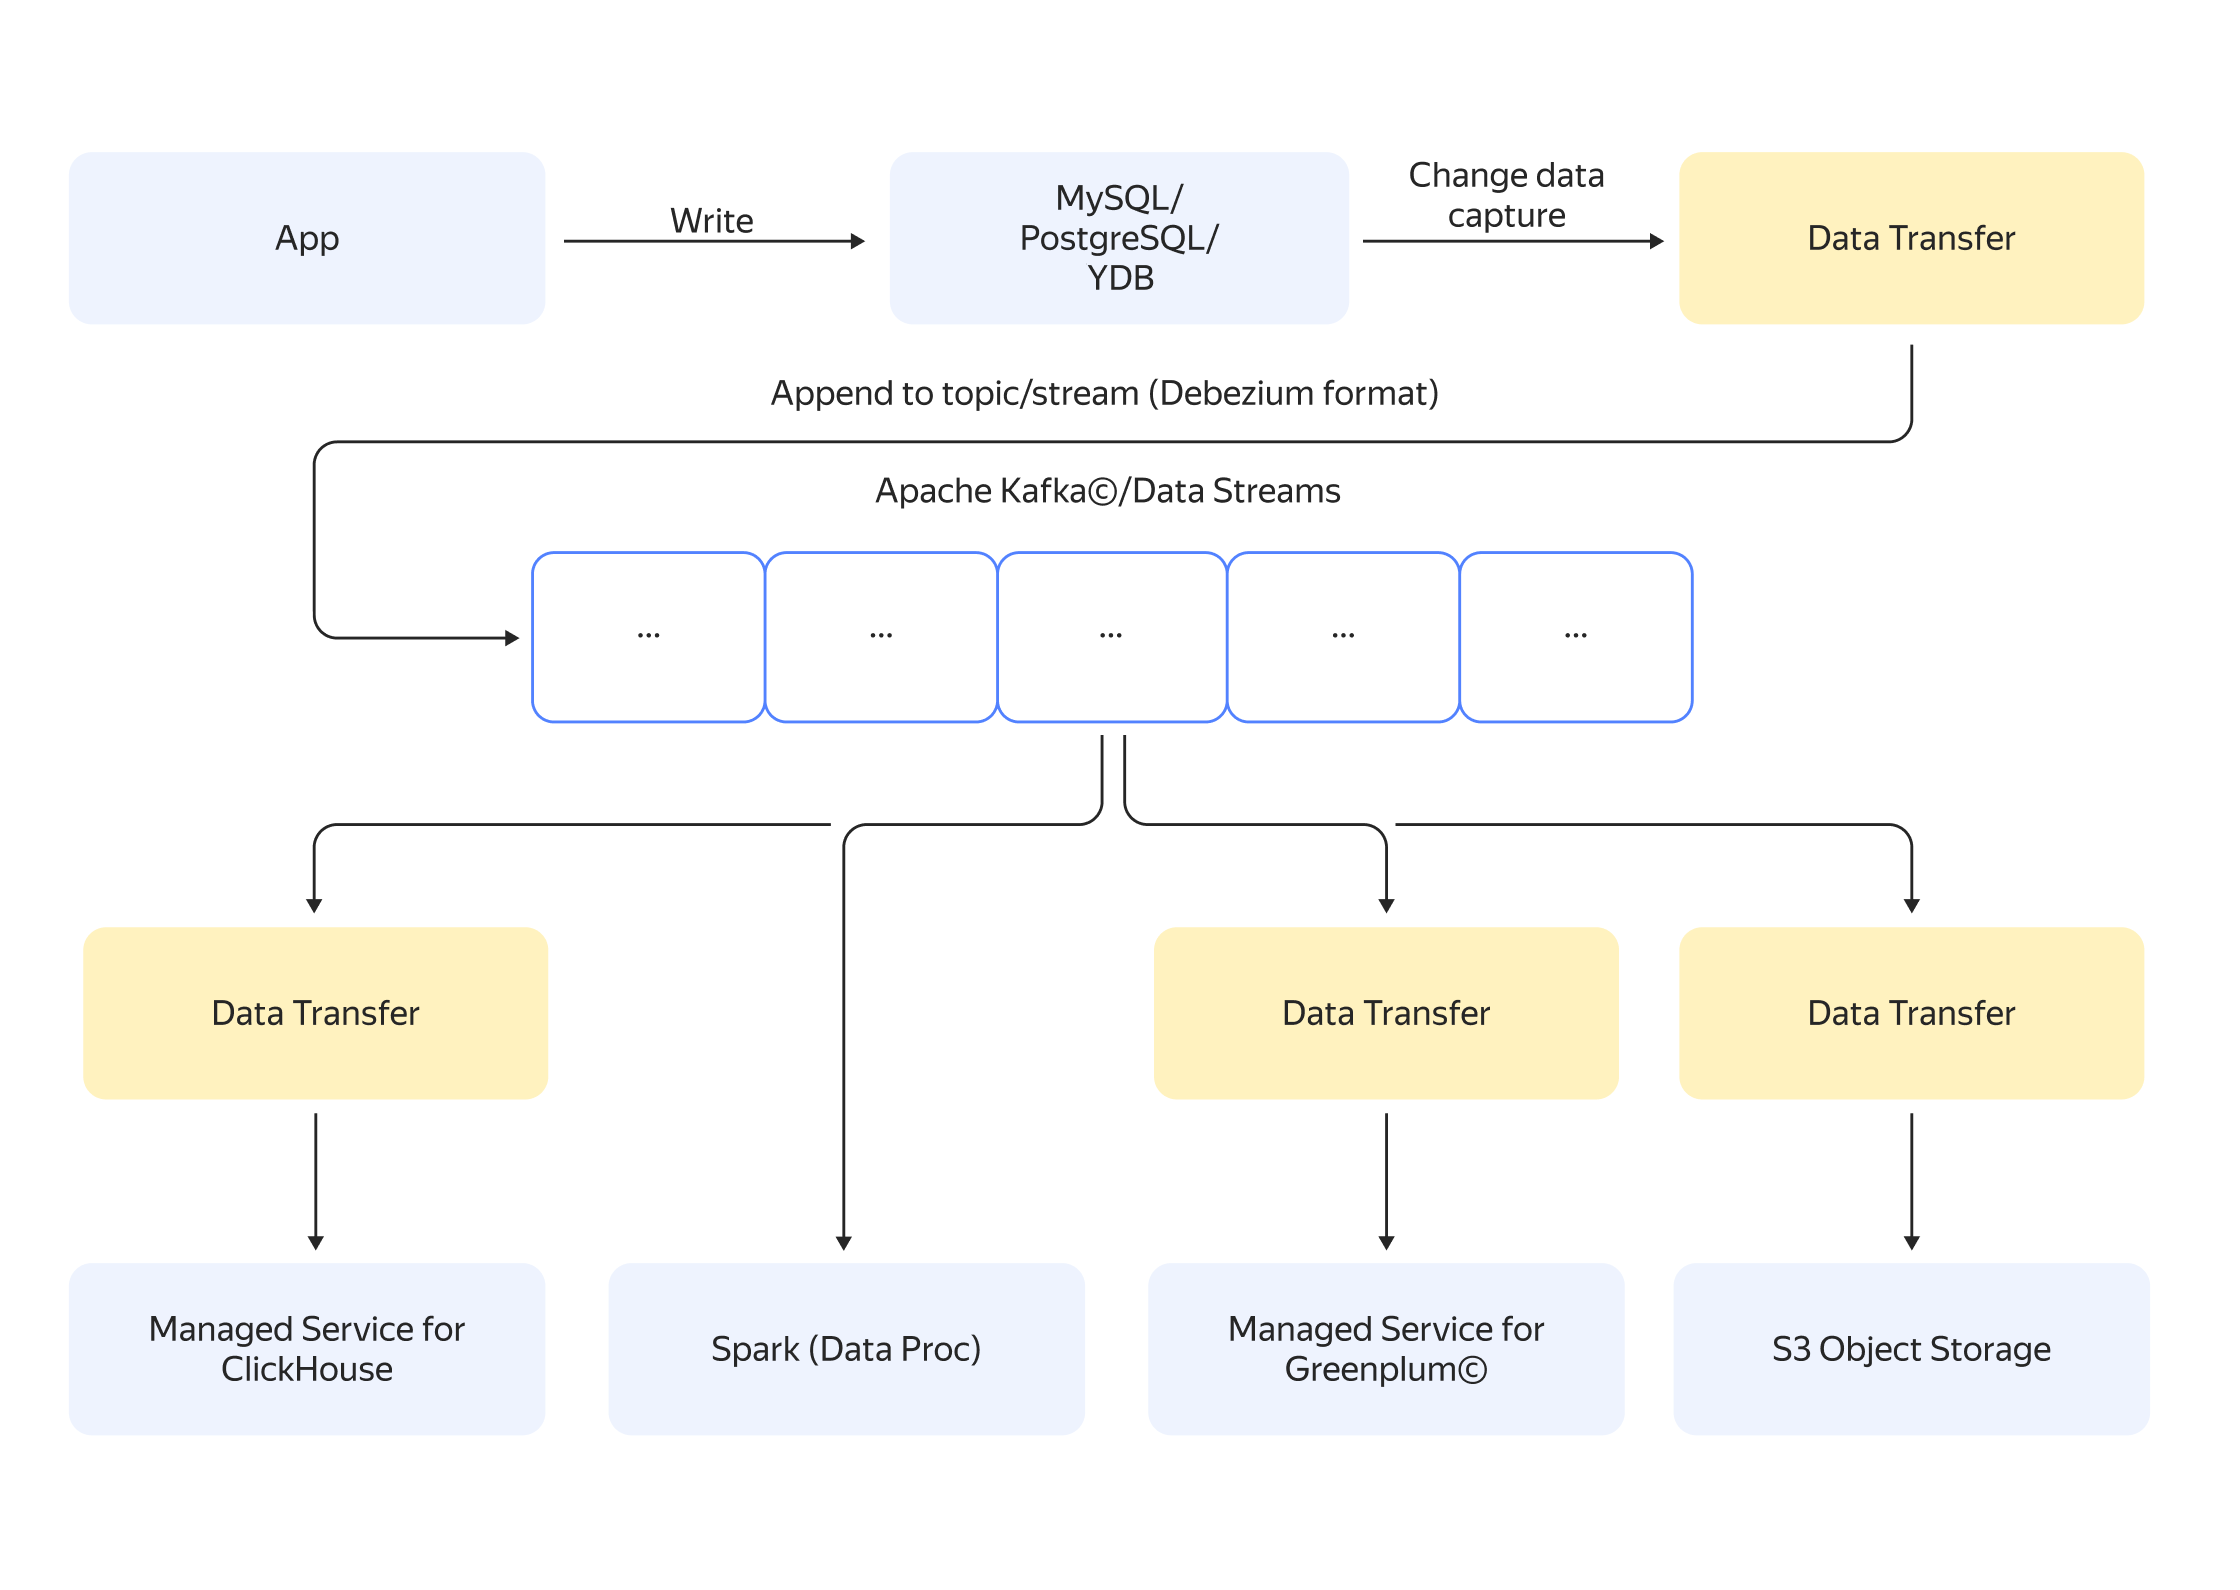 App
Write
MySQL/
PostgreSQL/
YDB
Change data
capture
Data Transfer
Append to topic/stream (Debezium format)
Apache Kafka©/Data Streams
... ... ... ... ...
Data Transfer
Data Transfer
Data Transfer
Managed Service for
ClickHouse
Spark (Data Proc)
Managed Service for
Greenplum©
S3 Object Storage